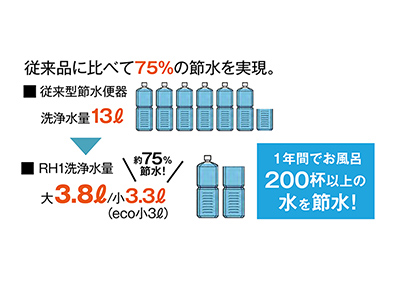 従来品に比べて75%の節水を実現。
■ 従来型節水便器
洗浄水量 13ℓ
■ RH1洗浄水量
大3.8ℓ/小3.3ℓ
(eco小3ℓ)
約75%
節水!
1年間でお風呂
200杯以上の
水を節水!